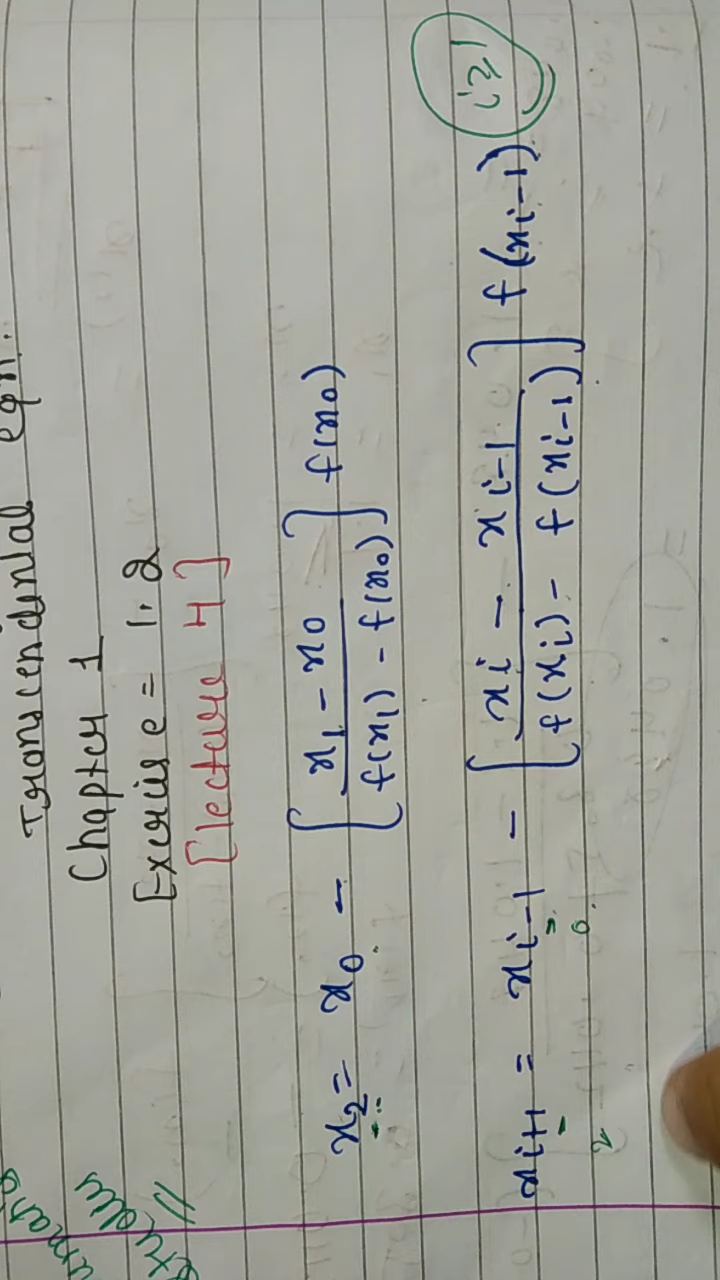 Transcendental eqn.
Chapter 1
Exercise = 1.2
[lecture 4]
x₂ = x₀ - [x₁ - x₀ / f(x₁) - f(x₀)] f(x₀)
xᵢ₊₁ = xᵢ₋₁ - [xᵢ - xᵢ₋₁ / f(xᵢ) - f(xᵢ₋₁)] f(xᵢ₋₁)